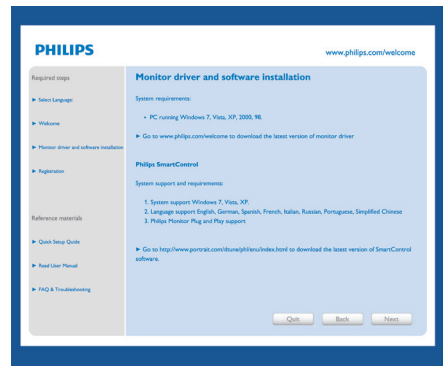 PHILIPS
www.philips.com/welcome
Required steps
Select Language:
Welcome
Monitor driver and software installation
Registration
Reference materials
Quick Setup Guide
Read User Manual
FAQ & Troubleshooting
Monitor driver and software installation
System requirements:
PC running Windows 7, Vista, XP, 2000, 98.
Go to www.philips.com/welcome to download the latest version of monitor driver
Philips SmartControl
System support and requirements:
1. System support Windows 7, Vista, XP.
2. Language support English, German, Spanish, French, Italian, Russian, Portuguese, Simplified Chinese
3. Philips Monitor Plug and Play support
Go to http://www.portrait.com/dtune/phl/enu/index.html to download the latest version of SmartControl
software.
Quit
Back
Next